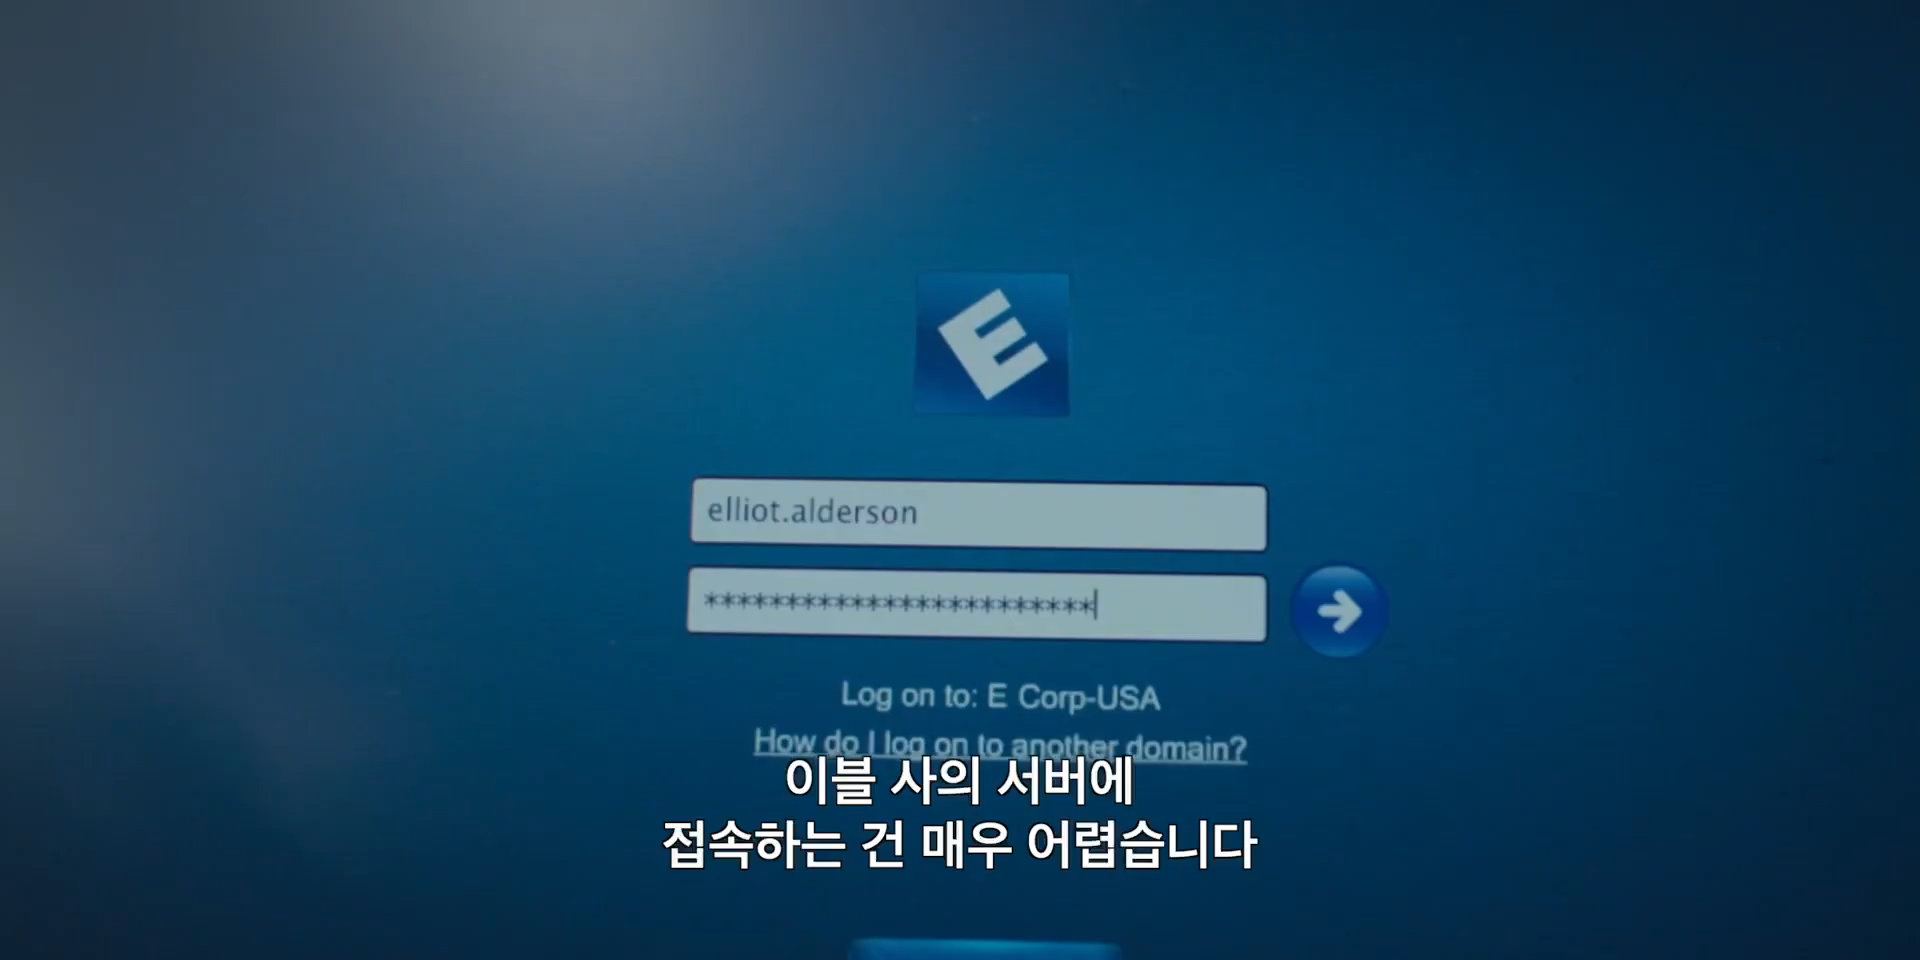 E
elliot.alderson
************************
Log on to: E Corp-USA
How do I log on to another domain?
이블 사의 서버에
접속하는 건 매우 어렵습니다